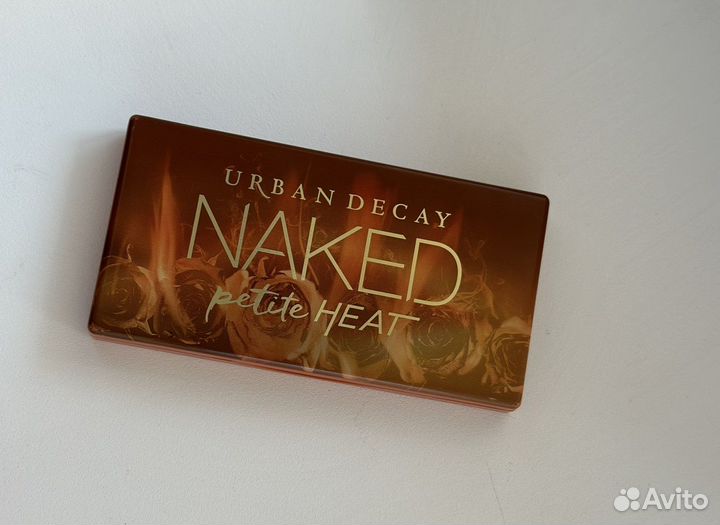 URBAN DECAY
NAKED
petite HEAT
Avito